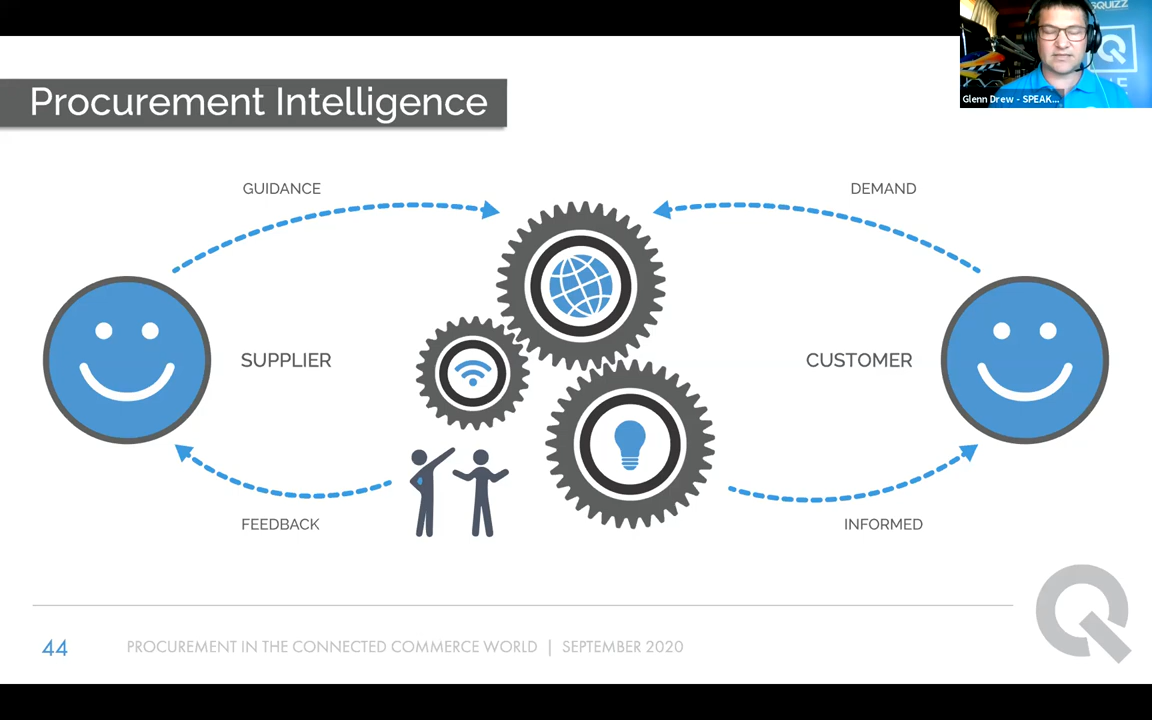 SQUIZZ
Glenn Drew - SPEAK...
Procurement Intelligence
GUIDANCE
DEMAND
SUPPLIER
CUSTOMER
FEEDBACK
INFORMED
44
PROCUREMENT IN THE CONNECTED COMMERCE WORLD | SEPTEMBER 2020